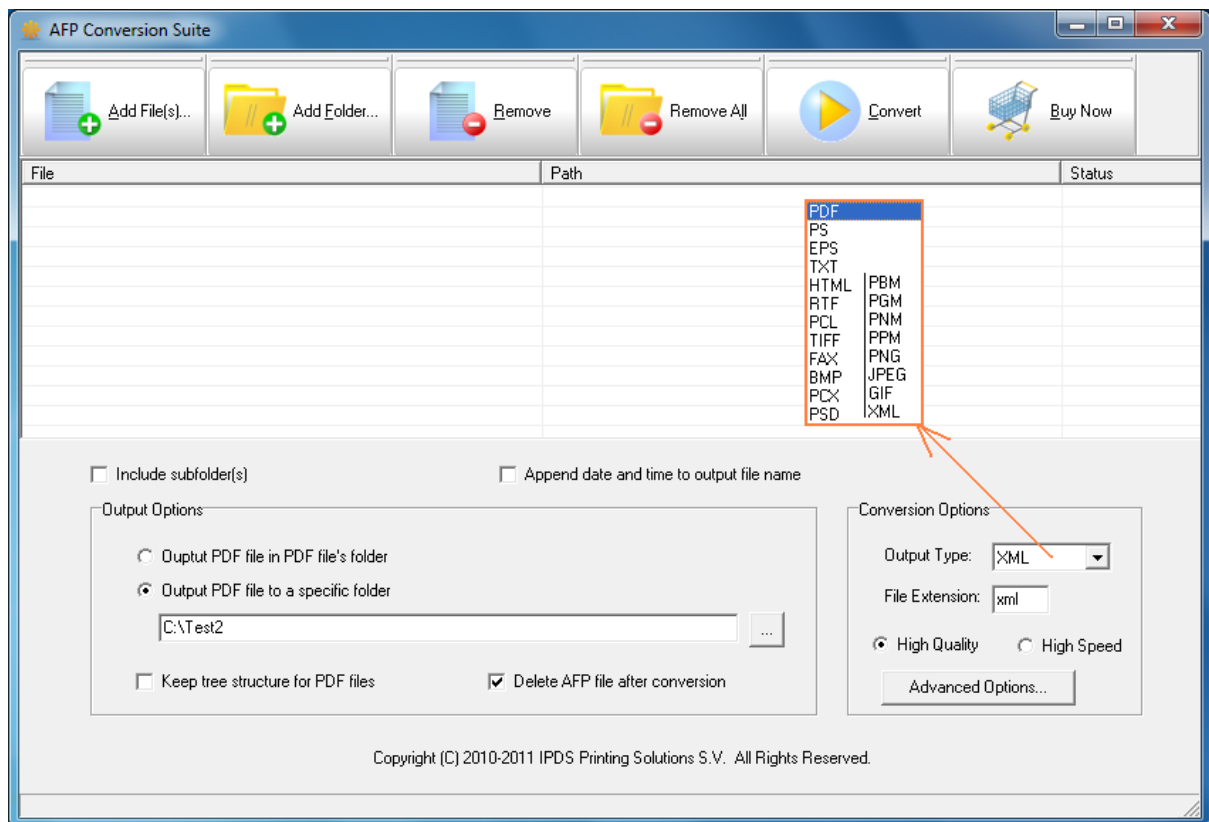 AFP Conversion Suite
Add File(s)... Add Folder... Remove Remove All Convert Buy Now
File Path Status
PDF
PS
EPS
TXT
HTML PBM
RTF PGM
PCL PNM
TIFF PPM
FAX PNG
BMP JPEG
PCX GIF
PSD XML
Include subfolder(s) Append date and time to output file name
Output Options Conversion Options
Ouptut PDF file in PDF file's folder
Output Type: XML
Output PDF file to a specific folder
File Extension: xml
C:\Test2 ...
High Quality High Speed
Keep tree structure for PDF files Delete AFP file after conversion
Advanced Options...
Copyright (C) 2010-2011 IPDS Printing Solutions S.V. All Rights Reserved.